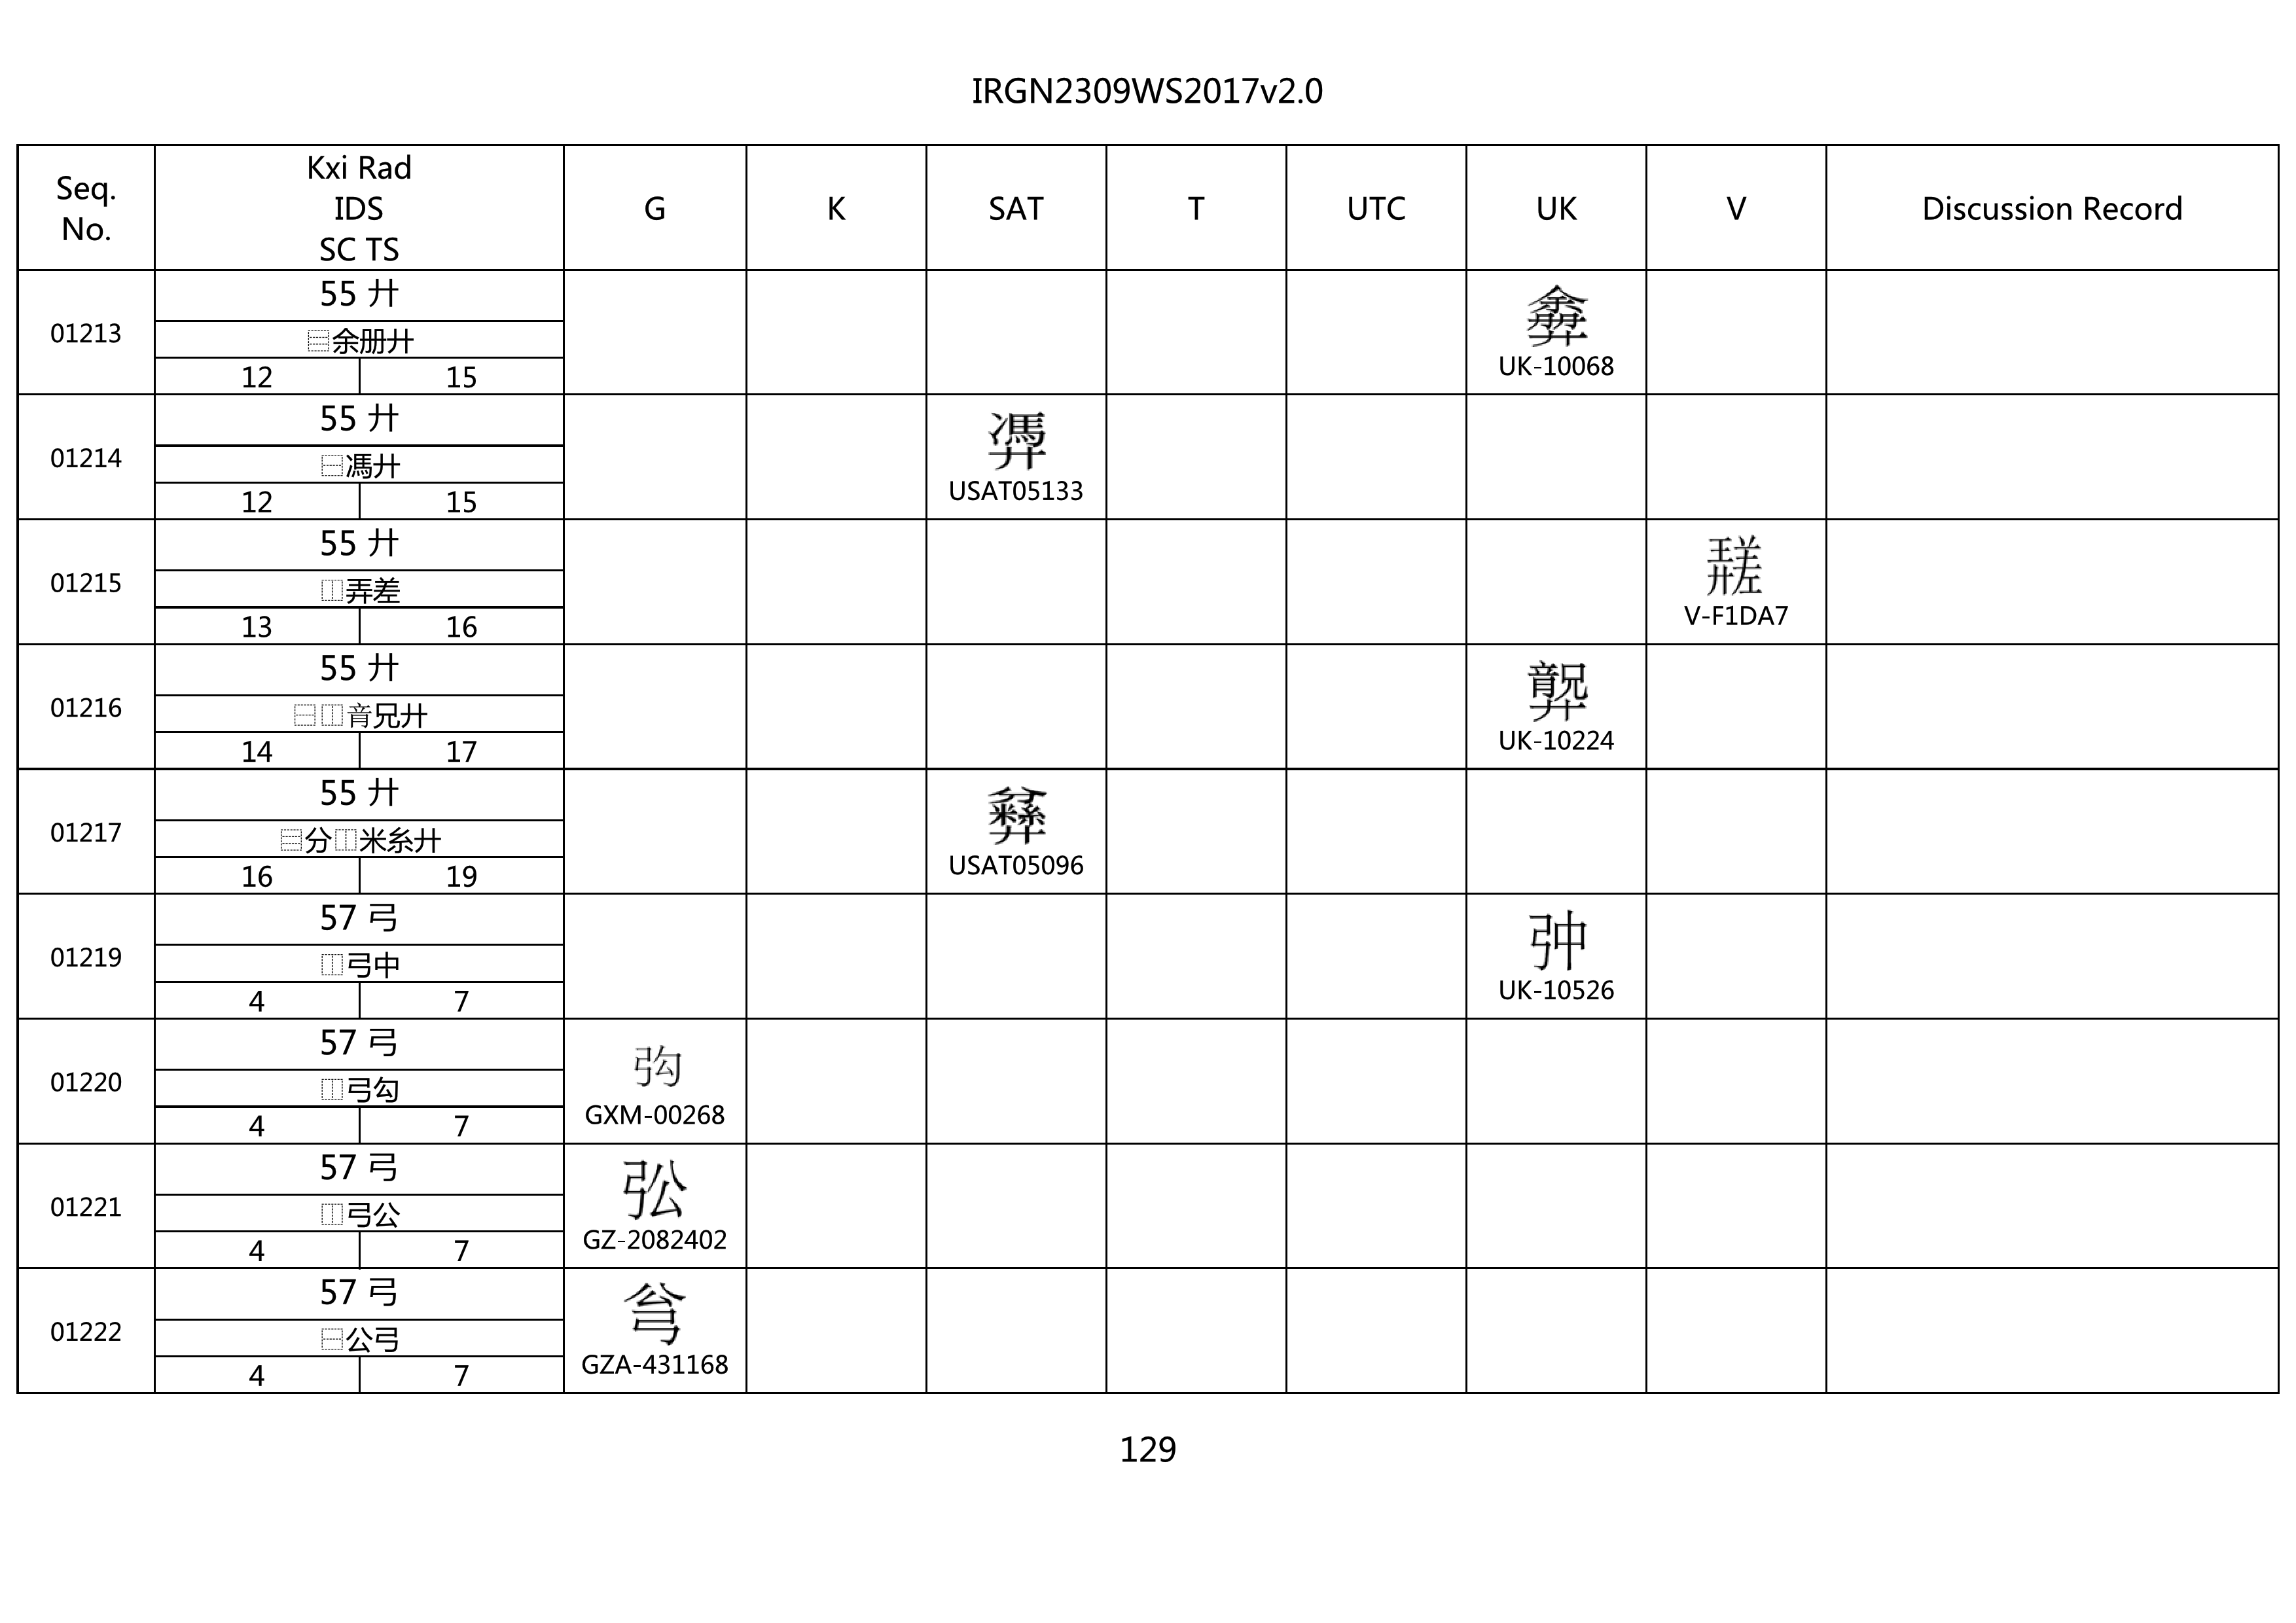 IRGN2309WS2017v2.0
Seq. No. Kxi Rad IDS SC TS G K SAT T UTC UK V Discussion Record
55 廾
01213
⿳余册廾
12 15
UK-10068
55 廾
01214
⿱馮廾
12 15
USAT05133
55 廾
01215
⿰弄差
13 16
V-F1DA7
55 廾
01216
⿱⿰音兄廾
14 17
UK-10224
55 廾
01217
⿳分⿰米糸廾
16 19
USAT05096
57 弓
01219
⿰弓中
4 7
UK-10526
57 弓
01220
⿰弓勾
4 7
GXM-00268
57 弓
01221
⿰弓公
4 7
GZ-2082402
57 弓
01222
⿱公弓
4 7
GZA-431168
129